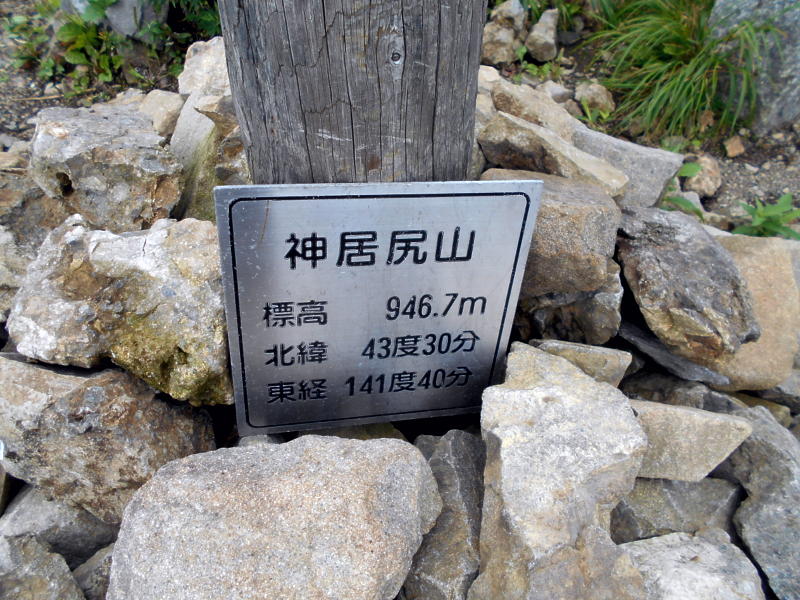 神居尻山
標高 946.7m
北緯 43度30分
東経 141度40分